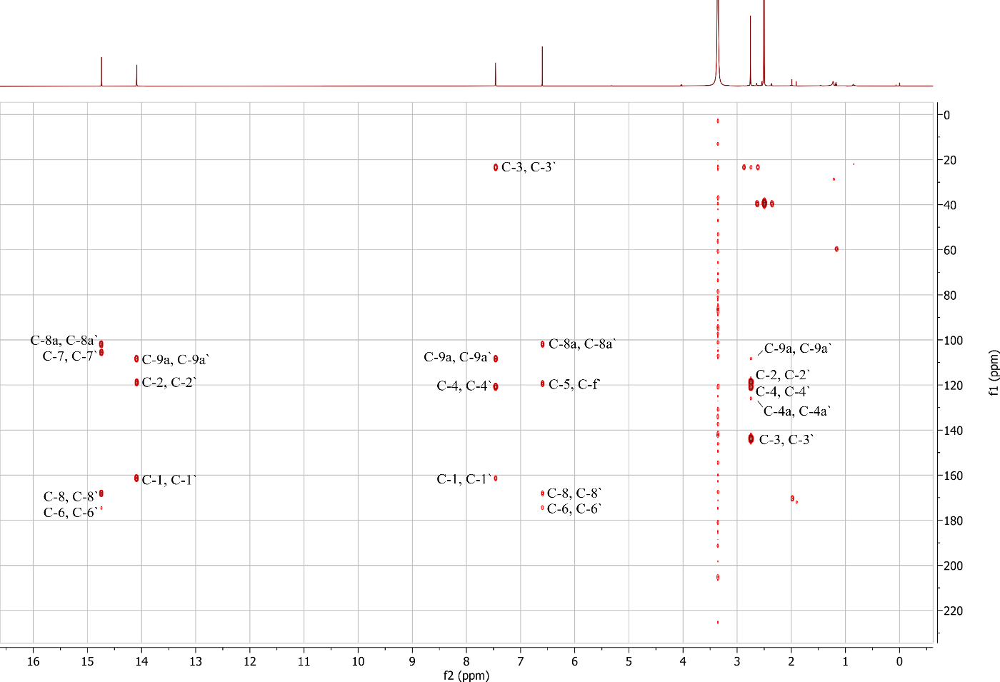 0
20
C-3, C-3`
40
60
80
C-8a, C-8a`
C-8a, C-8a`
100
C-9a, C-9a`
C-7, C-7`
C-9a, C-9a`
C-9a, C-9a`
C-2, C-2`
C-2, C-2`
C-4, C-4`
C-5, C-f`
120
C-4, C-4`
C-4a, C-4a`
140
C-3, C-3`
160
C-1, C-1`
C-1, C-1`
C-8, C-8`
C-8, C-8`
C-6, C-6`
C-6, C-6`
180
200
220
f1 (ppm)
16 15 14 13 12 11 10 9 8 7 6 5 4 3 2 1 0
f2 (ppm)